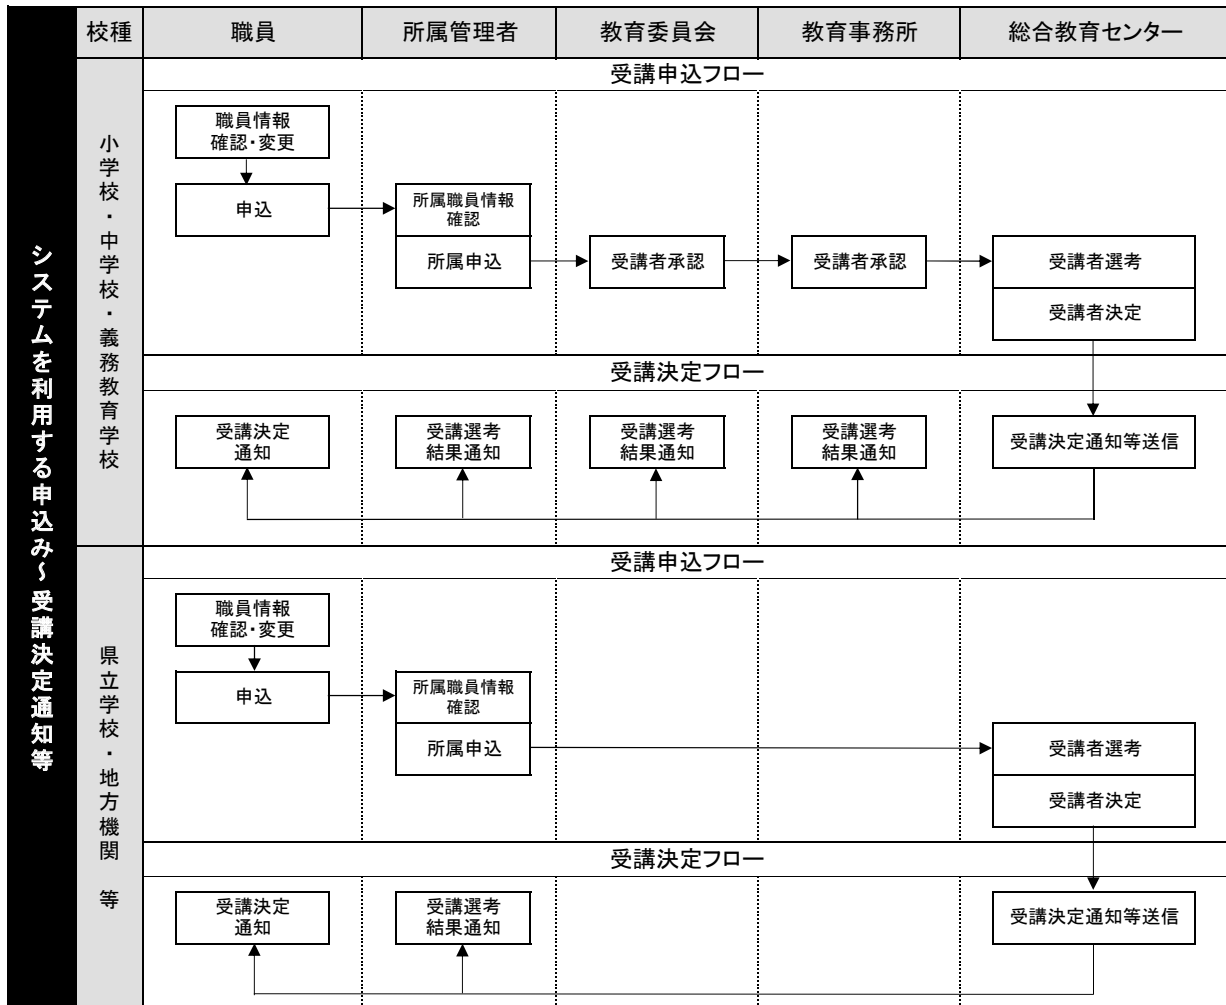 システムを利用する申込み～受講決定通知等
校種
職員
所属管理者
教育委員会
教育事務所
総合教育センター
小学校・中学校・義務教育学校
受講申込フロー
職員情報
確認・変更
申込
所属職員情報
確認
所属申込
受講者承認
受講者承認
受講者選考
受講者決定
受講決定フロー
受講決定
通知
受講選考
結果通知
受講選考
結果通知
受講選考
結果通知
受講決定通知等送信
県立学校・地方機関 等
受講申込フロー
職員情報
確認・変更
申込
所属職員情報
確認
所属申込
受講者選考
受講者決定
受講決定フロー
受講決定
通知
受講選考
結果通知
受講決定通知等送信